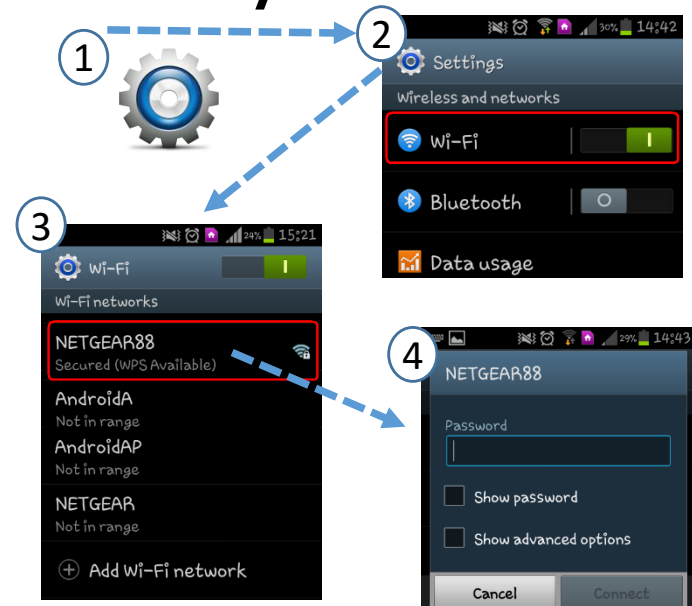 1
2
30% 14:42
Settings
Wireless and networks
Wi-Fi
Bluetooth
Data usage
3
24% 15:21
Wi-Fi
Wi-Fi networks
NETGEAR88
Secured (WPS Available)
AndroidA
Not in range
AndroidAP
Not in range
NETGEAR
Not in range
Add Wi-Fi network
4
29% 14:43
NETGEAR88
Password
Show password
Show advanced options
Cancel Connect